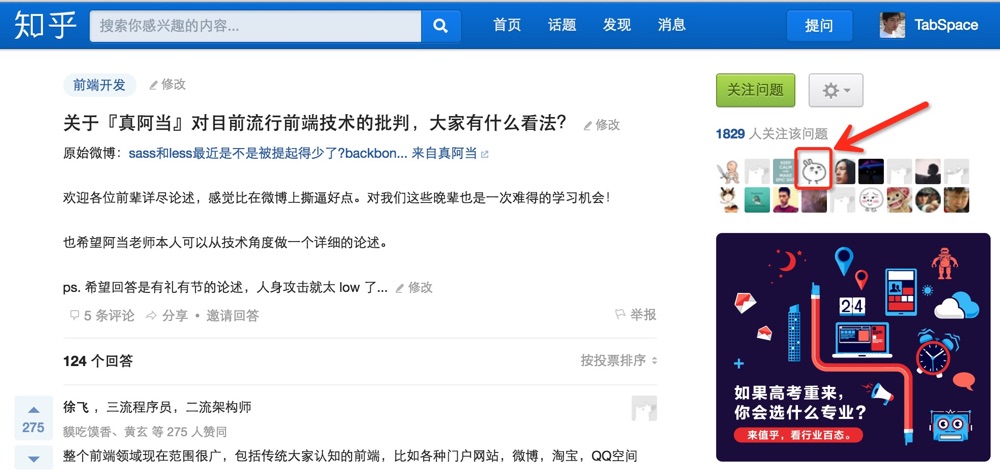 知乎
搜索你感兴趣的内容...
首页 话题 发现 消息
提问
TabSpace
前端开发 修改
关于『真阿当』对目前流行前端技术的批判，大家有什么看法？ 修改
原始微博：sass和less最近是不是被提起得少了?backbon... 来自真阿当
欢迎各位前辈详尽论述，感觉比在微博上撕逼好点。对我们这些晚辈也是一次难得的学习机会！
也希望阿当老师本人可以从技术角度做一个详细的论述。
ps. 希望回答是有礼有节的论述，人身攻击就太 low 了... 修改
5 条评论 分享 • 邀请回答 举报
124 个回答 按投票排序
275
徐飞 ，三流程序员，二流架构师
貘吃馍香、黄玄 等 275 人赞同
整个前端领域现在范围很广，包括传统大家认知的前端，比如各种门户网站，微博，淘宝，QQ空间
关注问题
1829 人关注该问题
24
如果高考重来，
你会选什么专业？
来值乎，看行业百态。